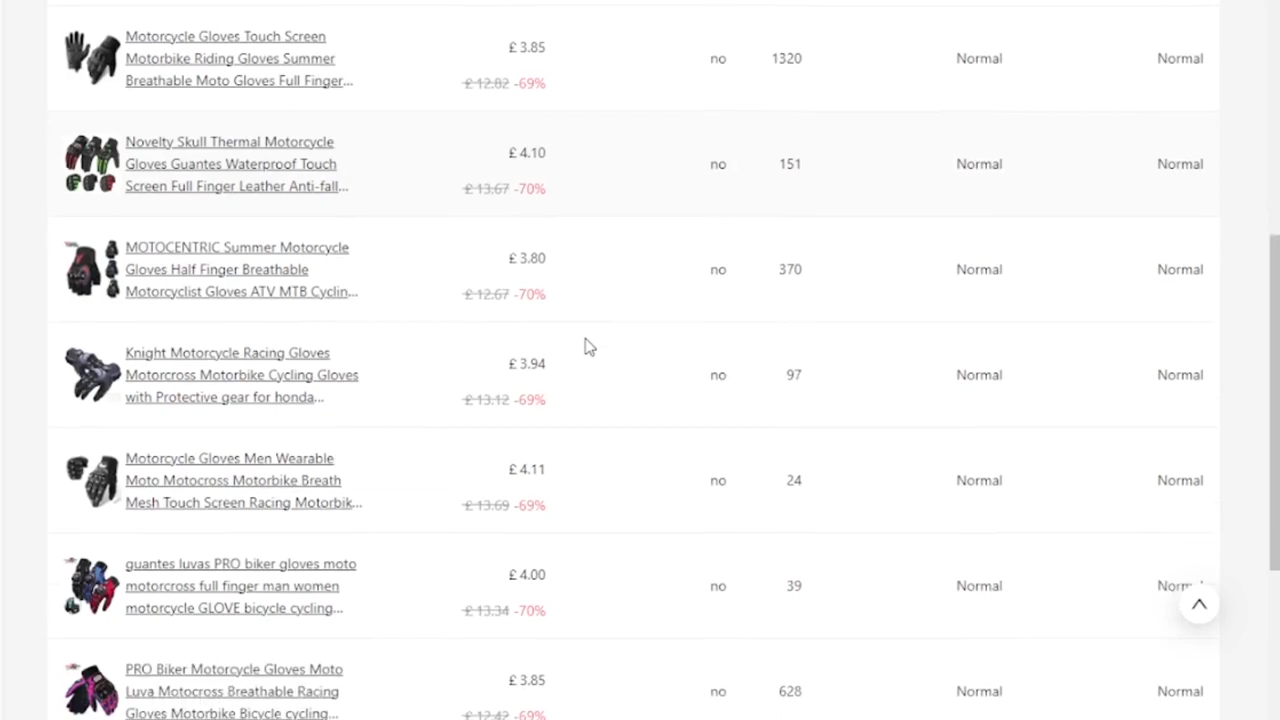 Motorcycle Gloves Touch Screen
Motorbike Riding Gloves Summer
Breathable Moto Gloves Full Finger...
£ 3.85
£ 12.82 -69%
no
1320
Normal
Normal
Novelty Skull Thermal Motorcycle
Gloves Guantes Waterproof Touch
Screen Full Finger Leather Anti-fall...
£ 4.10
£ 13.67 -70%
no
151
Normal
Normal
MOTOCENTRIC Summer Motorcycle
Gloves Half Finger Breathable
Motorcyclist Gloves ATV MTB Cyclin...
£ 3.80
£ 12.67 -70%
no
370
Normal
Normal
Knight Motorcycle Racing Gloves
Motorcross Motorbike Cycling Gloves
with Protective gear for honda...
£ 3.94
£ 13.12 -69%
no
97
Normal
Normal
Motorcycle Gloves Men Wearable
Moto Motocross Motorbike Breath
Mesh Touch Screen Racing Motorbik...
£ 4.11
£ 13.69 -69%
no
24
Normal
Normal
guantes luvas PRO biker gloves moto
motorcross full finger man women
motorcycle GLOVE bicycle cycling...
£ 4.00
£ 13.34 -70%
no
39
Normal
Normal
PRO Biker Motorcycle Gloves Moto
Luva Motocross Breathable Racing
Gloves Motorbike Bicycle cycling...
£ 3.85
£ 12.42 -69%
no
628
Normal
Normal